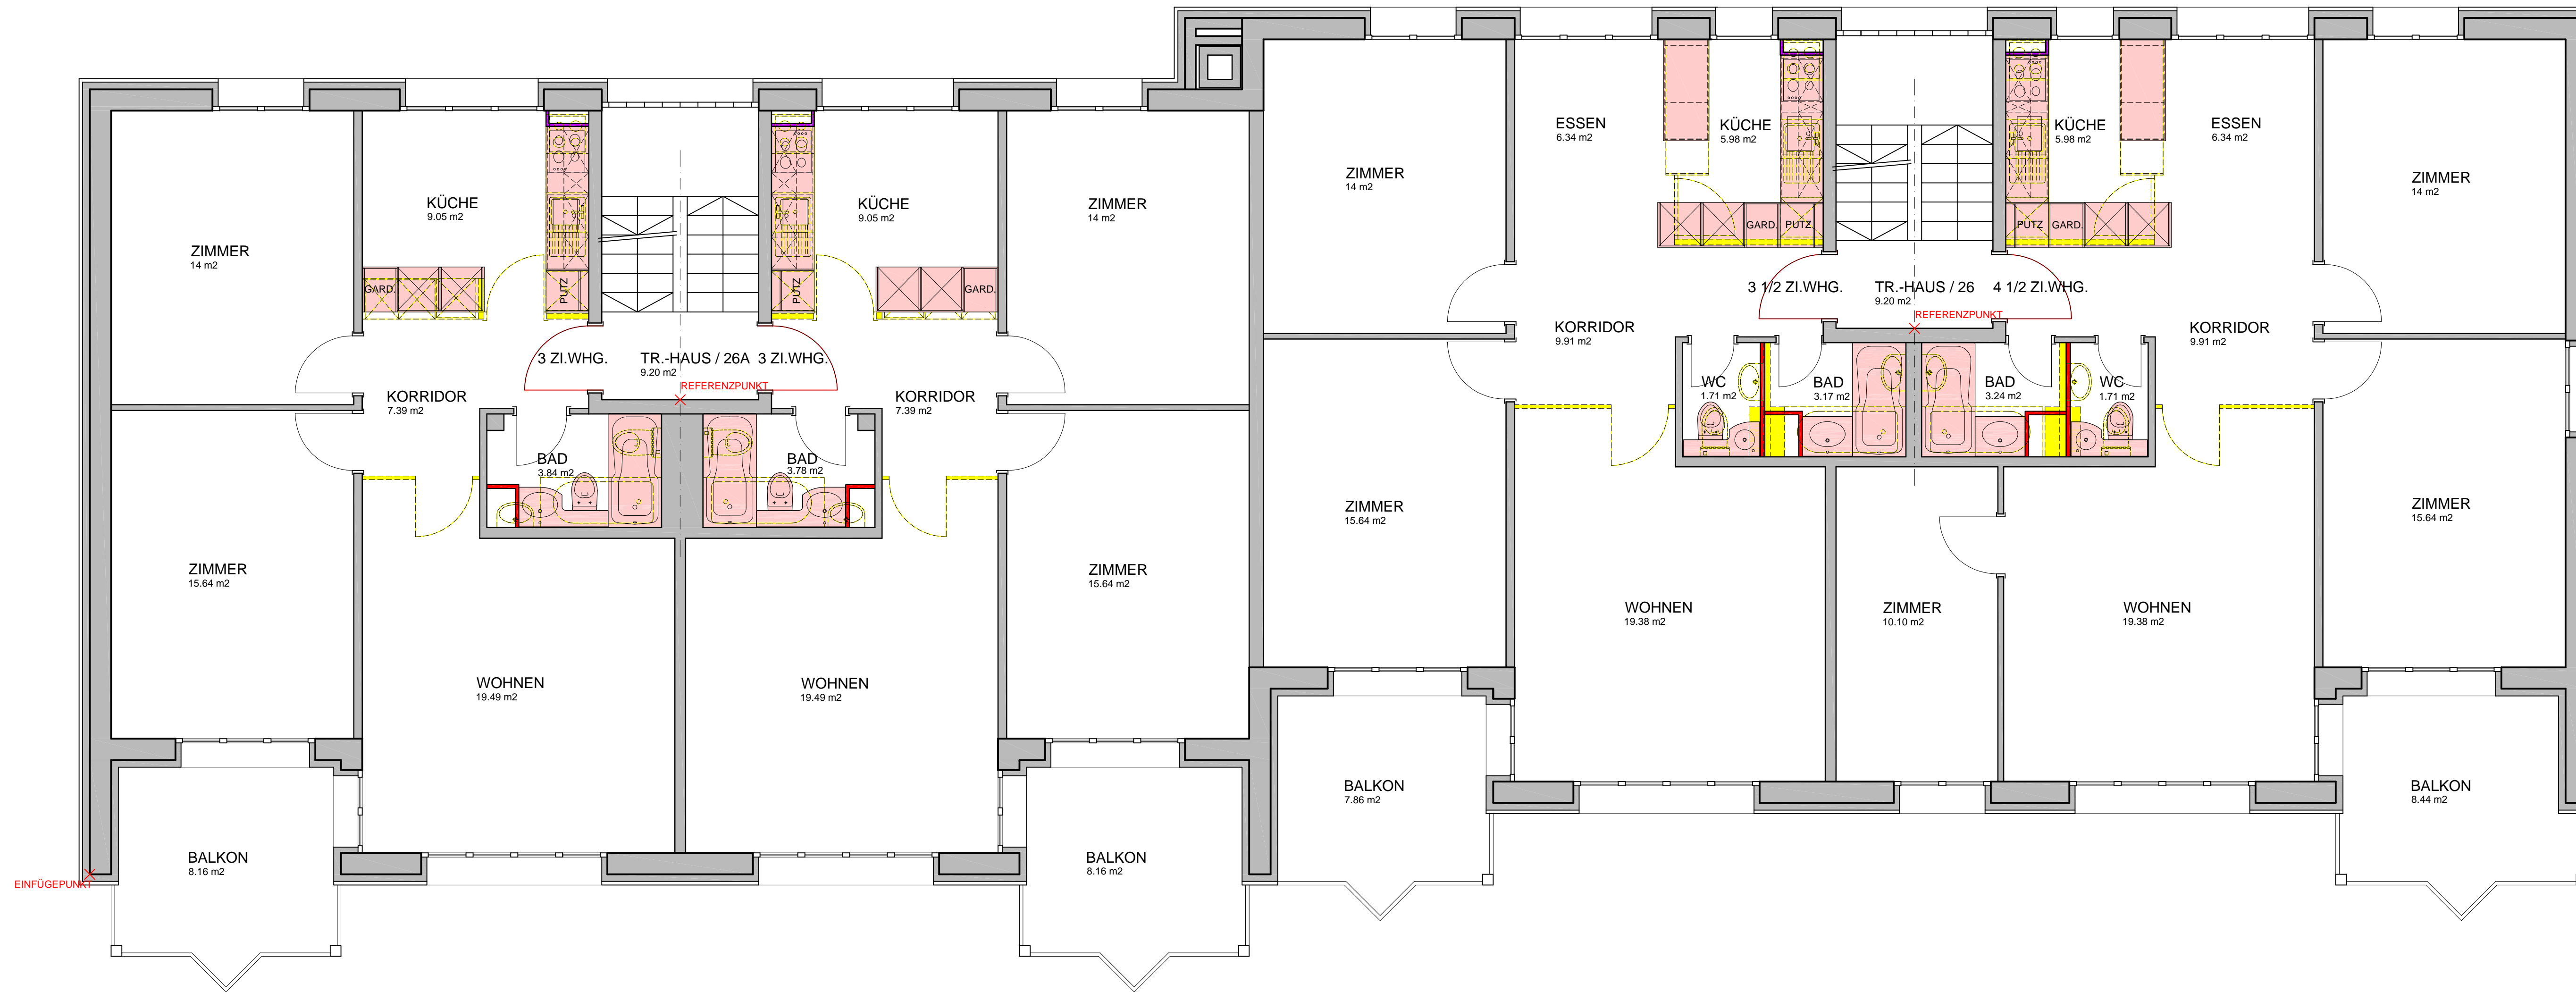 ZIMMER
14 m2
KÜCHE
9.05 m2
GARD.
PUTZ
ZIMMER
15.64 m2
KORRIDOR
7.39 m2
3 ZI.WHG.
TR.-HAUS / 26A
9.20 m2
3 ZI.WHG.
REFERENZPUNKT
BAD
3.84 m2
WOHNEN
19.49 m2
BALKON
8.16 m2
EINFÜGEPUNKT
PUTZ
KÜCHE
9.05 m2
GARD.
ZIMMER
14 m2
KORRIDOR
7.39 m2
BAD
3.78 m2
ZIMMER
15.64 m2
WOHNEN
19.49 m2
BALKON
8.16 m2
ZIMMER
14 m2
ESSEN
6.34 m2
KÜCHE
5.98 m2
GARD.
PUTZ
3 1/2 ZI.WHG.
TR.-HAUS / 26
9.20 m2
4 1/2 ZI.WHG.
REFERENZPUNKT
KORRIDOR
9.91 m2
WC
1.71 m2
BAD
3.17 m2
ZIMMER
15.64 m2
WOHNEN
19.38 m2
BALKON
7.86 m2
KÜCHE
5.98 m2
ESSEN
6.34 m2
PUTZ
GARD.
ZIMMER
14 m2
KORRIDOR
9.91 m2
BAD
3.24 m2
WC
1.71 m2
ZIMMER
15.64 m2
ZIMMER
10.10 m2
WOHNEN
19.38 m2
BALKON
8.44 m2